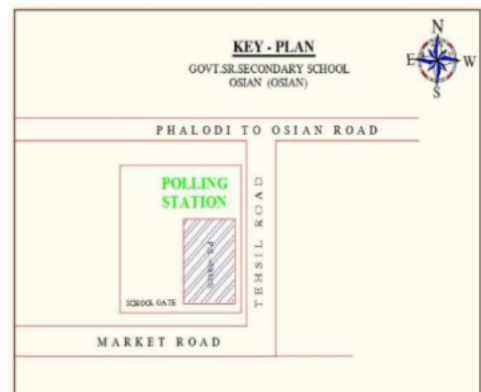 KEY - PLAN
GOVT.SR.SECONDARY SCHOOL
OSIAN (OSIAN)
N
E
W
S
PHALODI TO OSIAN ROAD
POLLING
STATION
TEHSIL ROAD
SCHOOL GATE
MARKET ROAD